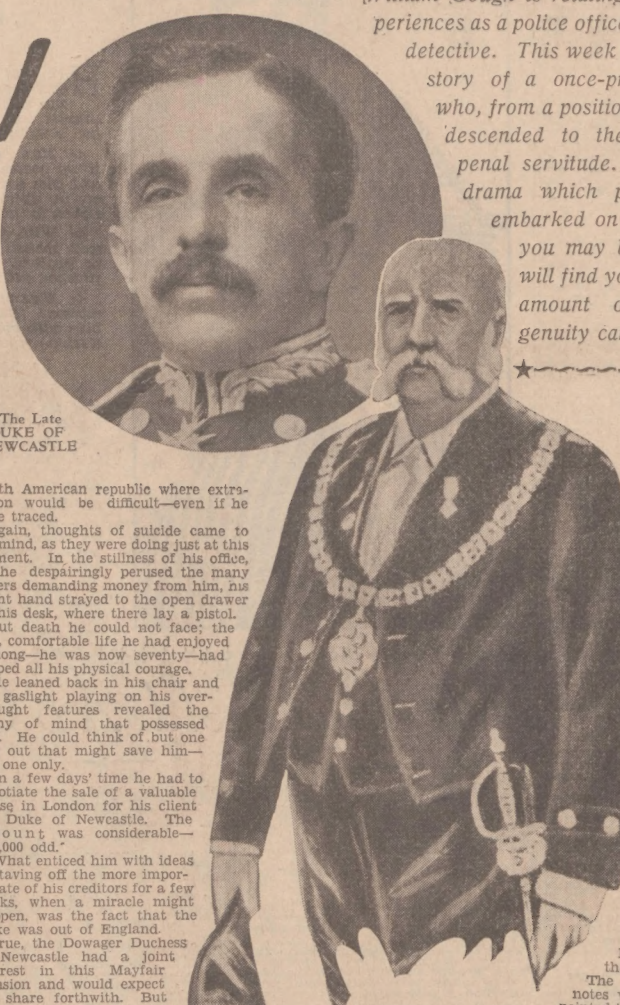 periences as a police office
detective. This week
story of a once-pr
who, from a positio
descended to the
penal servitude.
drama which p
embarked on
you may
will find yo
amount o
genuity ca
The Late
UKE OF
EWCASTLE
th American republic where extra-
on would be difficult—even if he
e traced.
gain, thoughts of suicide came to
mind, as they were doing just at this
ment. In the stillness of his office,
he despairingly perused the many
ers demanding money from him, his
ht hand strayed to the open drawer
his desk, where there lay a pistol.
ut death he could not face; the
, comfortable life he had enjoyed
ong—he was now seventy—had
ped all his physical courage.
e leaned back in his chair and
gaslight playing on his over-
ught features revealed the
ny of mind that possessed
. He could think of but one
out that might save him—
one only.
n a few days' time he had to
otiate the sale of a valuable
se in London for his client
Duke of Newcastle. The
ount was considerable—
,000 odd.
What enticed him with ideas
taving off the more impor-
ate of his creditors for a few
ks, when a miracle might
pen, was the fact that the
ke was out of England.
rue, the Dowager Duchess
Newcastle had a joint
rest in this Mayfair
sion and would expect
share forthwith. But
th
The
notes